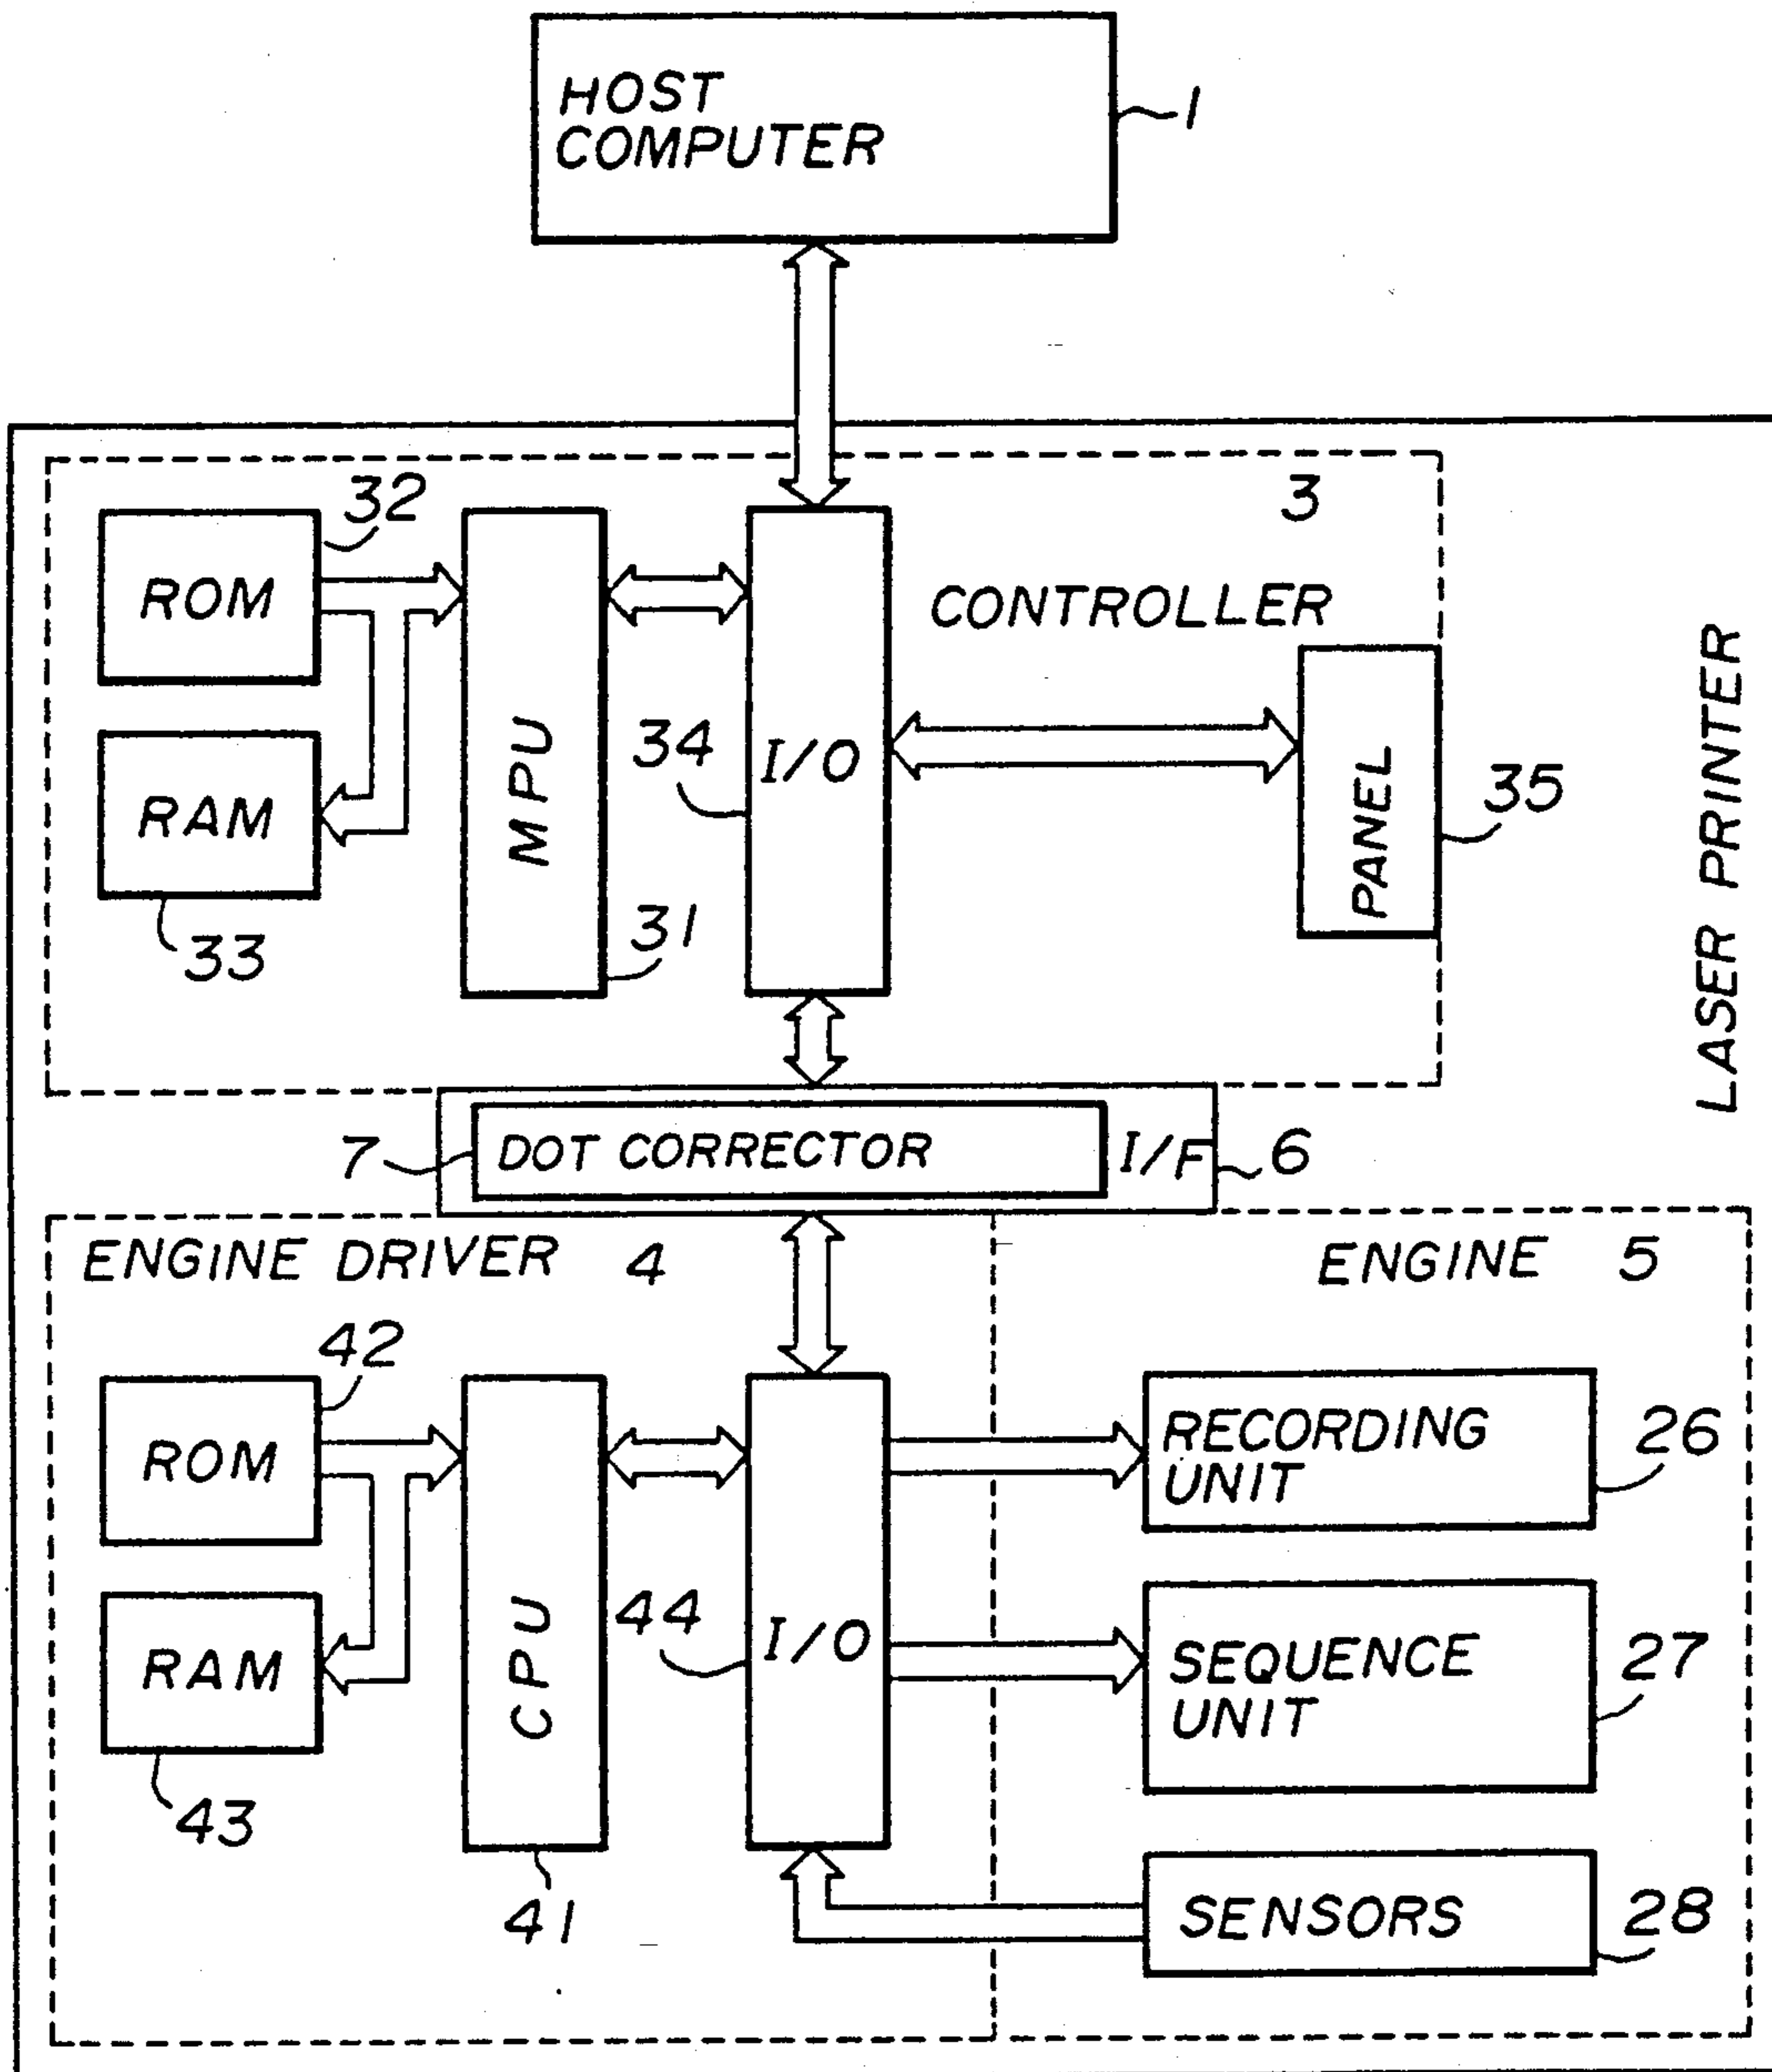 HOST
COMPUTER
1
32
3
ROM
CONTROLLER
MPU
34
I/O
RAM
PANEL
35
33
31
LASER PRINTER
7
DOT CORRECTOR
I/F
6
ENGINE DRIVER 4
ENGINE 5
42
ROM
RECORDING
UNIT
26
CPU
44
I/O
RAM
SEQUENCE
UNIT
27
43
41
SENSORS
28